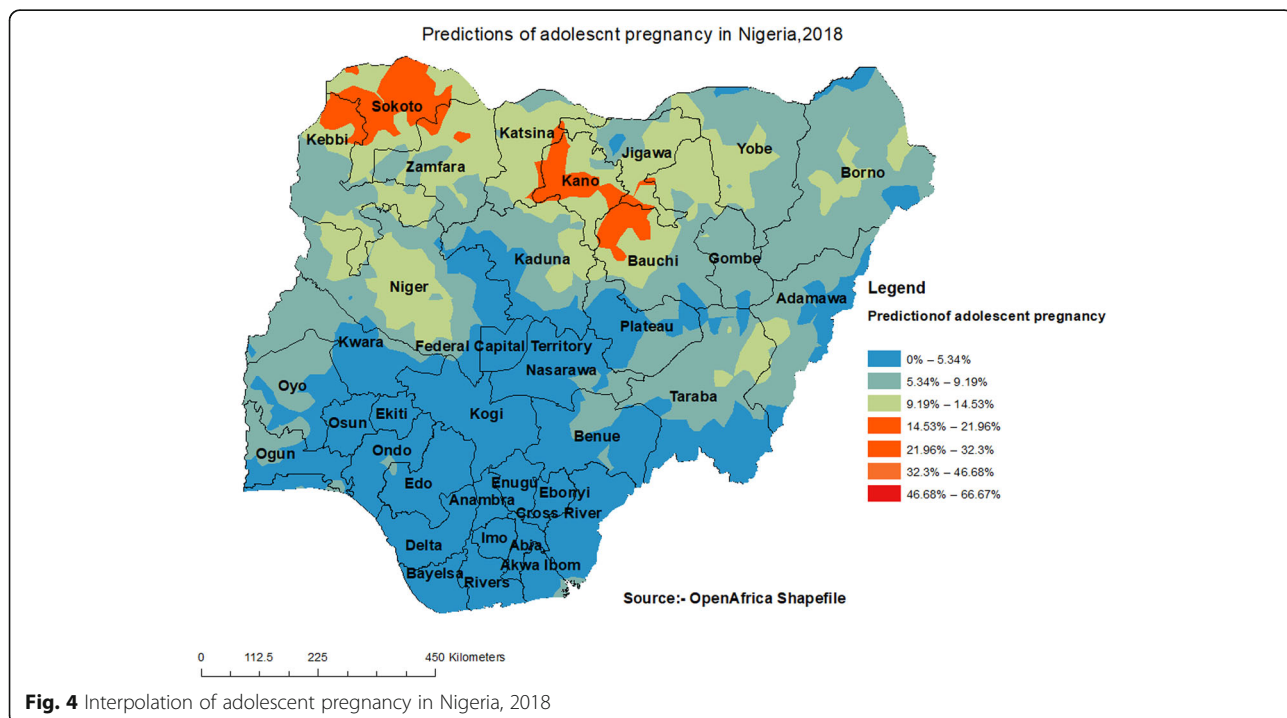 Predictions of adolescnt pregnancy in Nigeria,2018
Sokoto
Kebbi
Katsina
Zamfara
Jigawa
Yobe
Kano
Borno
Kaduna
Bauchi
Gombe
Niger
Adamawa
Plateau
Kwara
Federal Capital Territory
Nasarawa
Oyo
Taraba
Osun
Ekiti
Kogi
Benue
Ogun
Ondo
Edo
Enugu
Anambra
Ebonyi
Cross River
Delta
Imo
Abia
Akwa Ibom
Bayelsa
Rivers
Legend
Predictionof adolescent pregnancy
0% – 5.34%
5.34% – 9.19%
9.19% – 14.53%
14.53% – 21.96%
21.96% – 32.3%
32.3% – 46.68%
46.68% – 66.67%
Source:- OpenAfrica Shapefile
0 112.5 225 450 Kilometers
Fig. 4 Interpolation of adolescent pregnancy in Nigeria, 2018